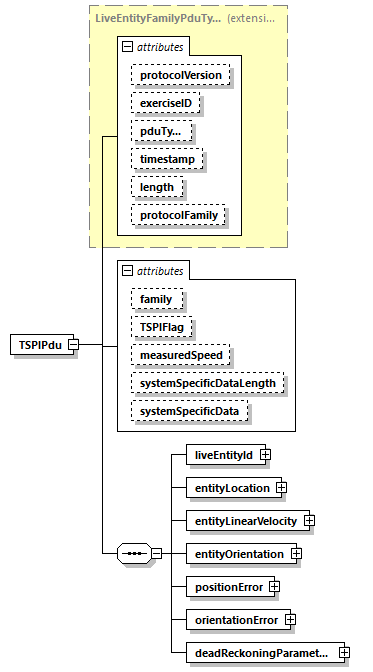 LiveEntityFamilyPduTy... (extensi...
attributes
protocolVersion
exerciseID
pduTy...
timestamp
length
protocolFamily
attributes
family
TSPIFlag
measuredSpeed
systemSpecificDataLength
systemSpecificData
TSPIPdu
liveEntityId
entityLocation
entityLinearVelocity
entityOrientation
positionError
orientationError
deadReckoningParamet...